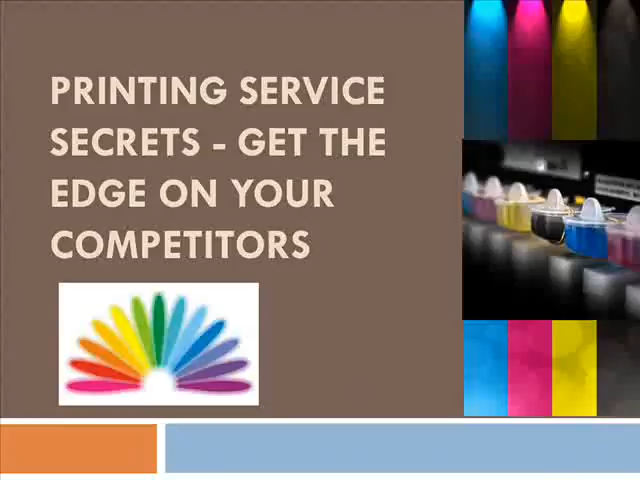 PRINTING SERVICE
SECRETS - GET THE
EDGE ON YOUR
COMPETITORS